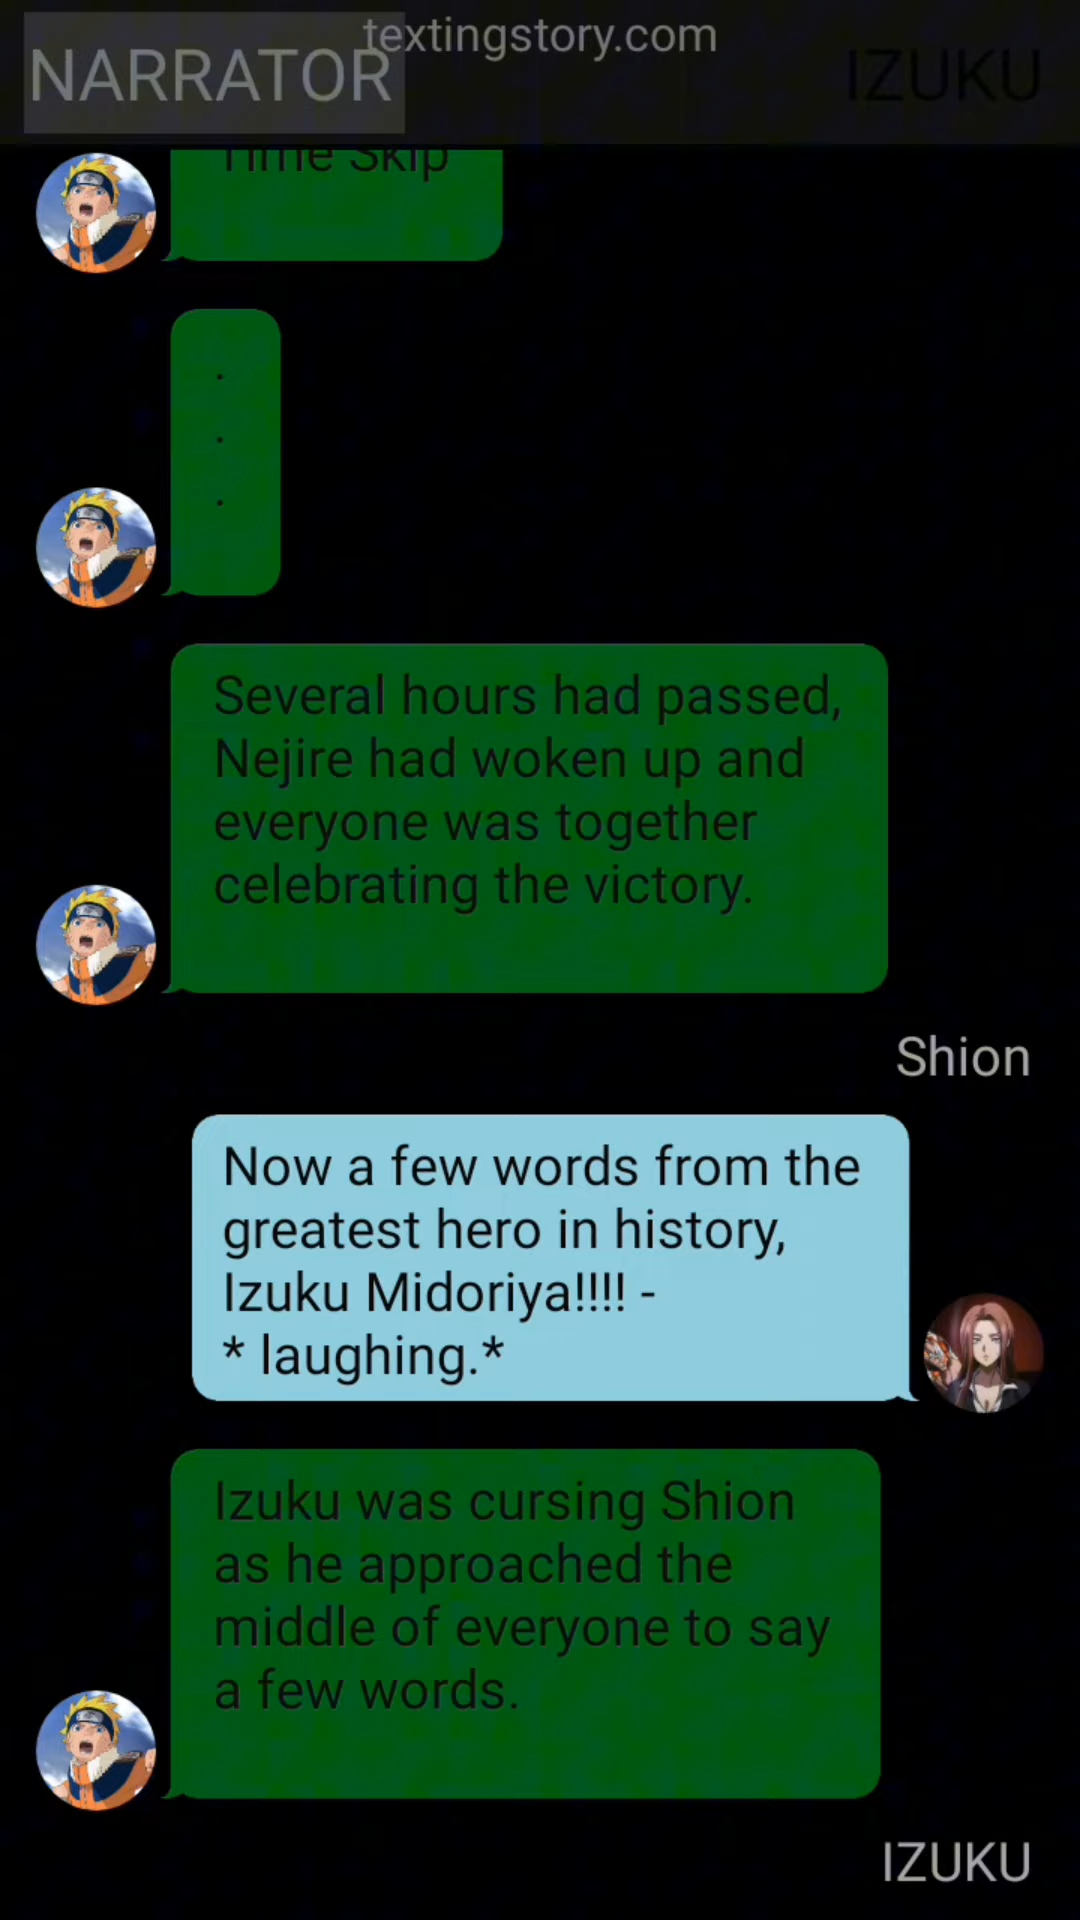 textingstory.com
NARRATOR
IZUKU
Time Skip
.
.
.
Several hours had passed,
Nejire had woken up and
everyone was together
celebrating the victory.
Shion
Now a few words from the
greatest hero in history,
Izuku Midoriya!!!! -
* laughing.*
Izuku was cursing Shion
as he approached the
middle of everyone to say
a few words.
IZUKU